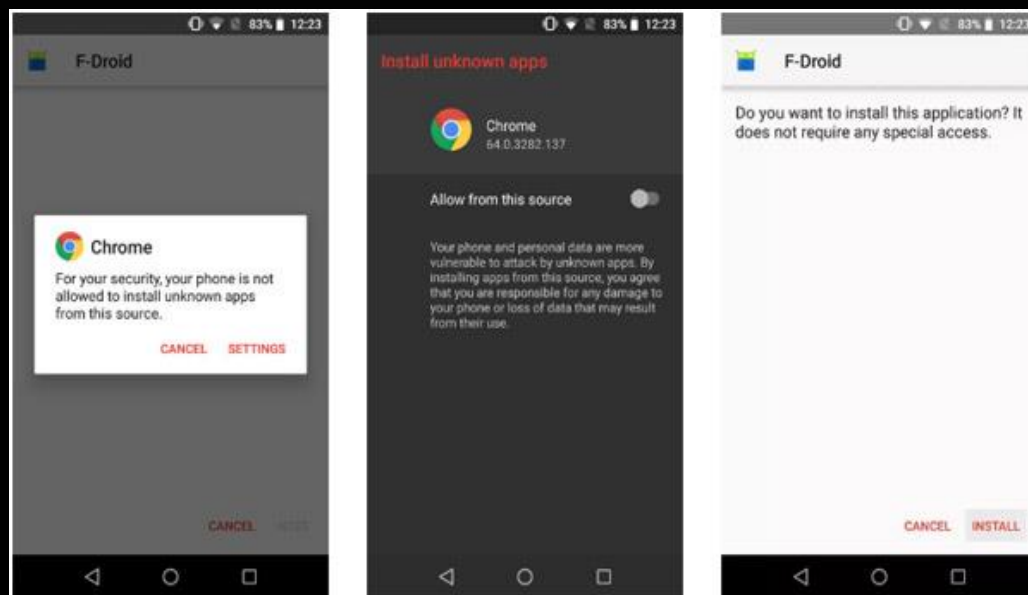 83% 12:23
F-Droid
Chrome
For your security, your phone is not
allowed to install unknown apps
from this source.
CANCEL SETTINGS
CANCEL
83% 12:23
Install unknown apps
Chrome
64.0.3282.137
Allow from this source
Your phone and personal data are more
vulnerable to attack by unknown apps. By
installing apps from this source, you agree
that you are responsible for any damage to
your phone or loss of data that may result
from their use.
83% 12:23
F-Droid
Do you want to install this application? It
does not require any special access.
CANCEL INSTALL